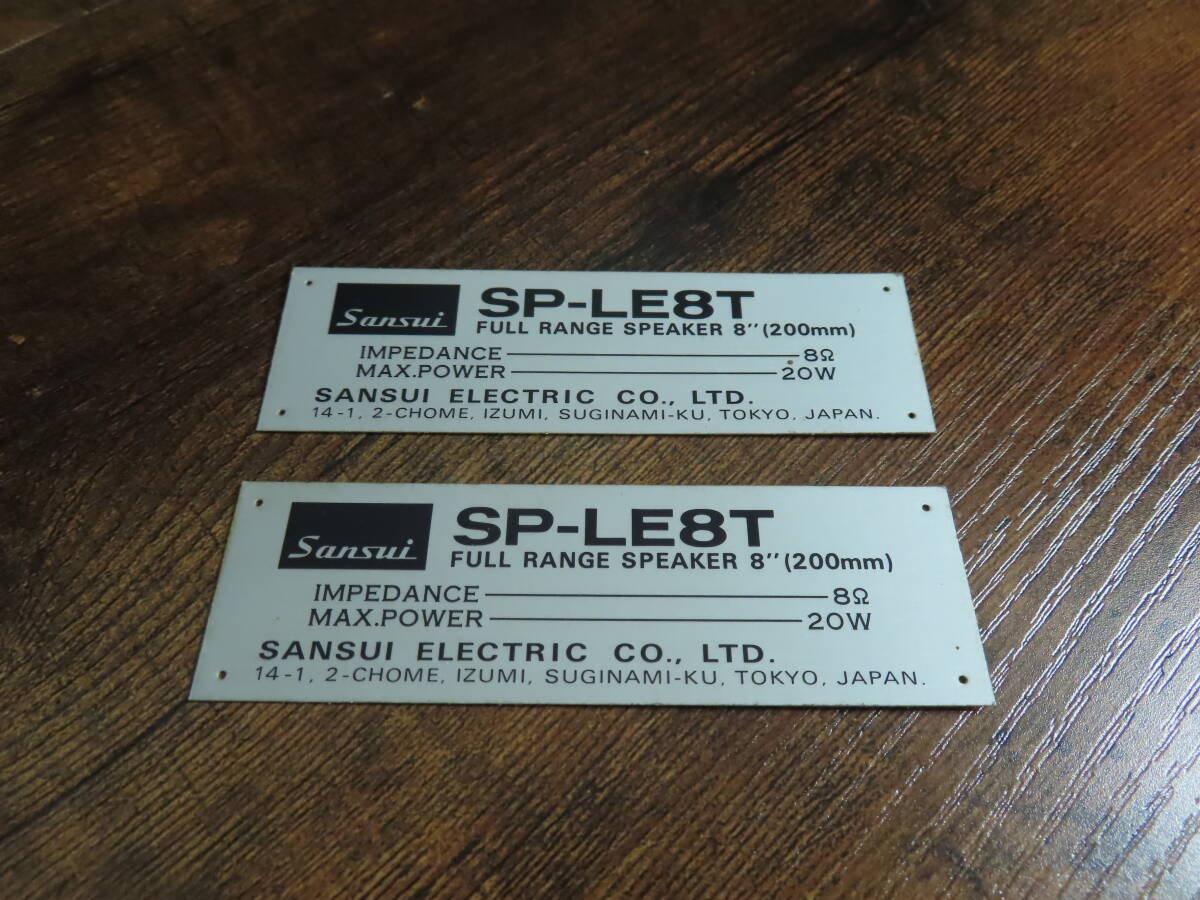 Sansui SP-LE8T
FULL RANGE SPEAKER 8" (200mm)
IMPEDANCE 8Ω
MAX.POWER 20W
SANSUI ELECTRIC CO., LTD.
14-1, 2-CHOME, IZUMI, SUGINAMI-KU, TOKYO, JAPAN.
Sansui SP-LE8T
FULL RANGE SPEAKER 8" (200mm)
IMPEDANCE 8Ω
MAX.POWER 20W
SANSUI ELECTRIC CO., LTD.
14-1, 2-CHOME, IZUMI, SUGINAMI-KU, TOKYO, JAPAN.